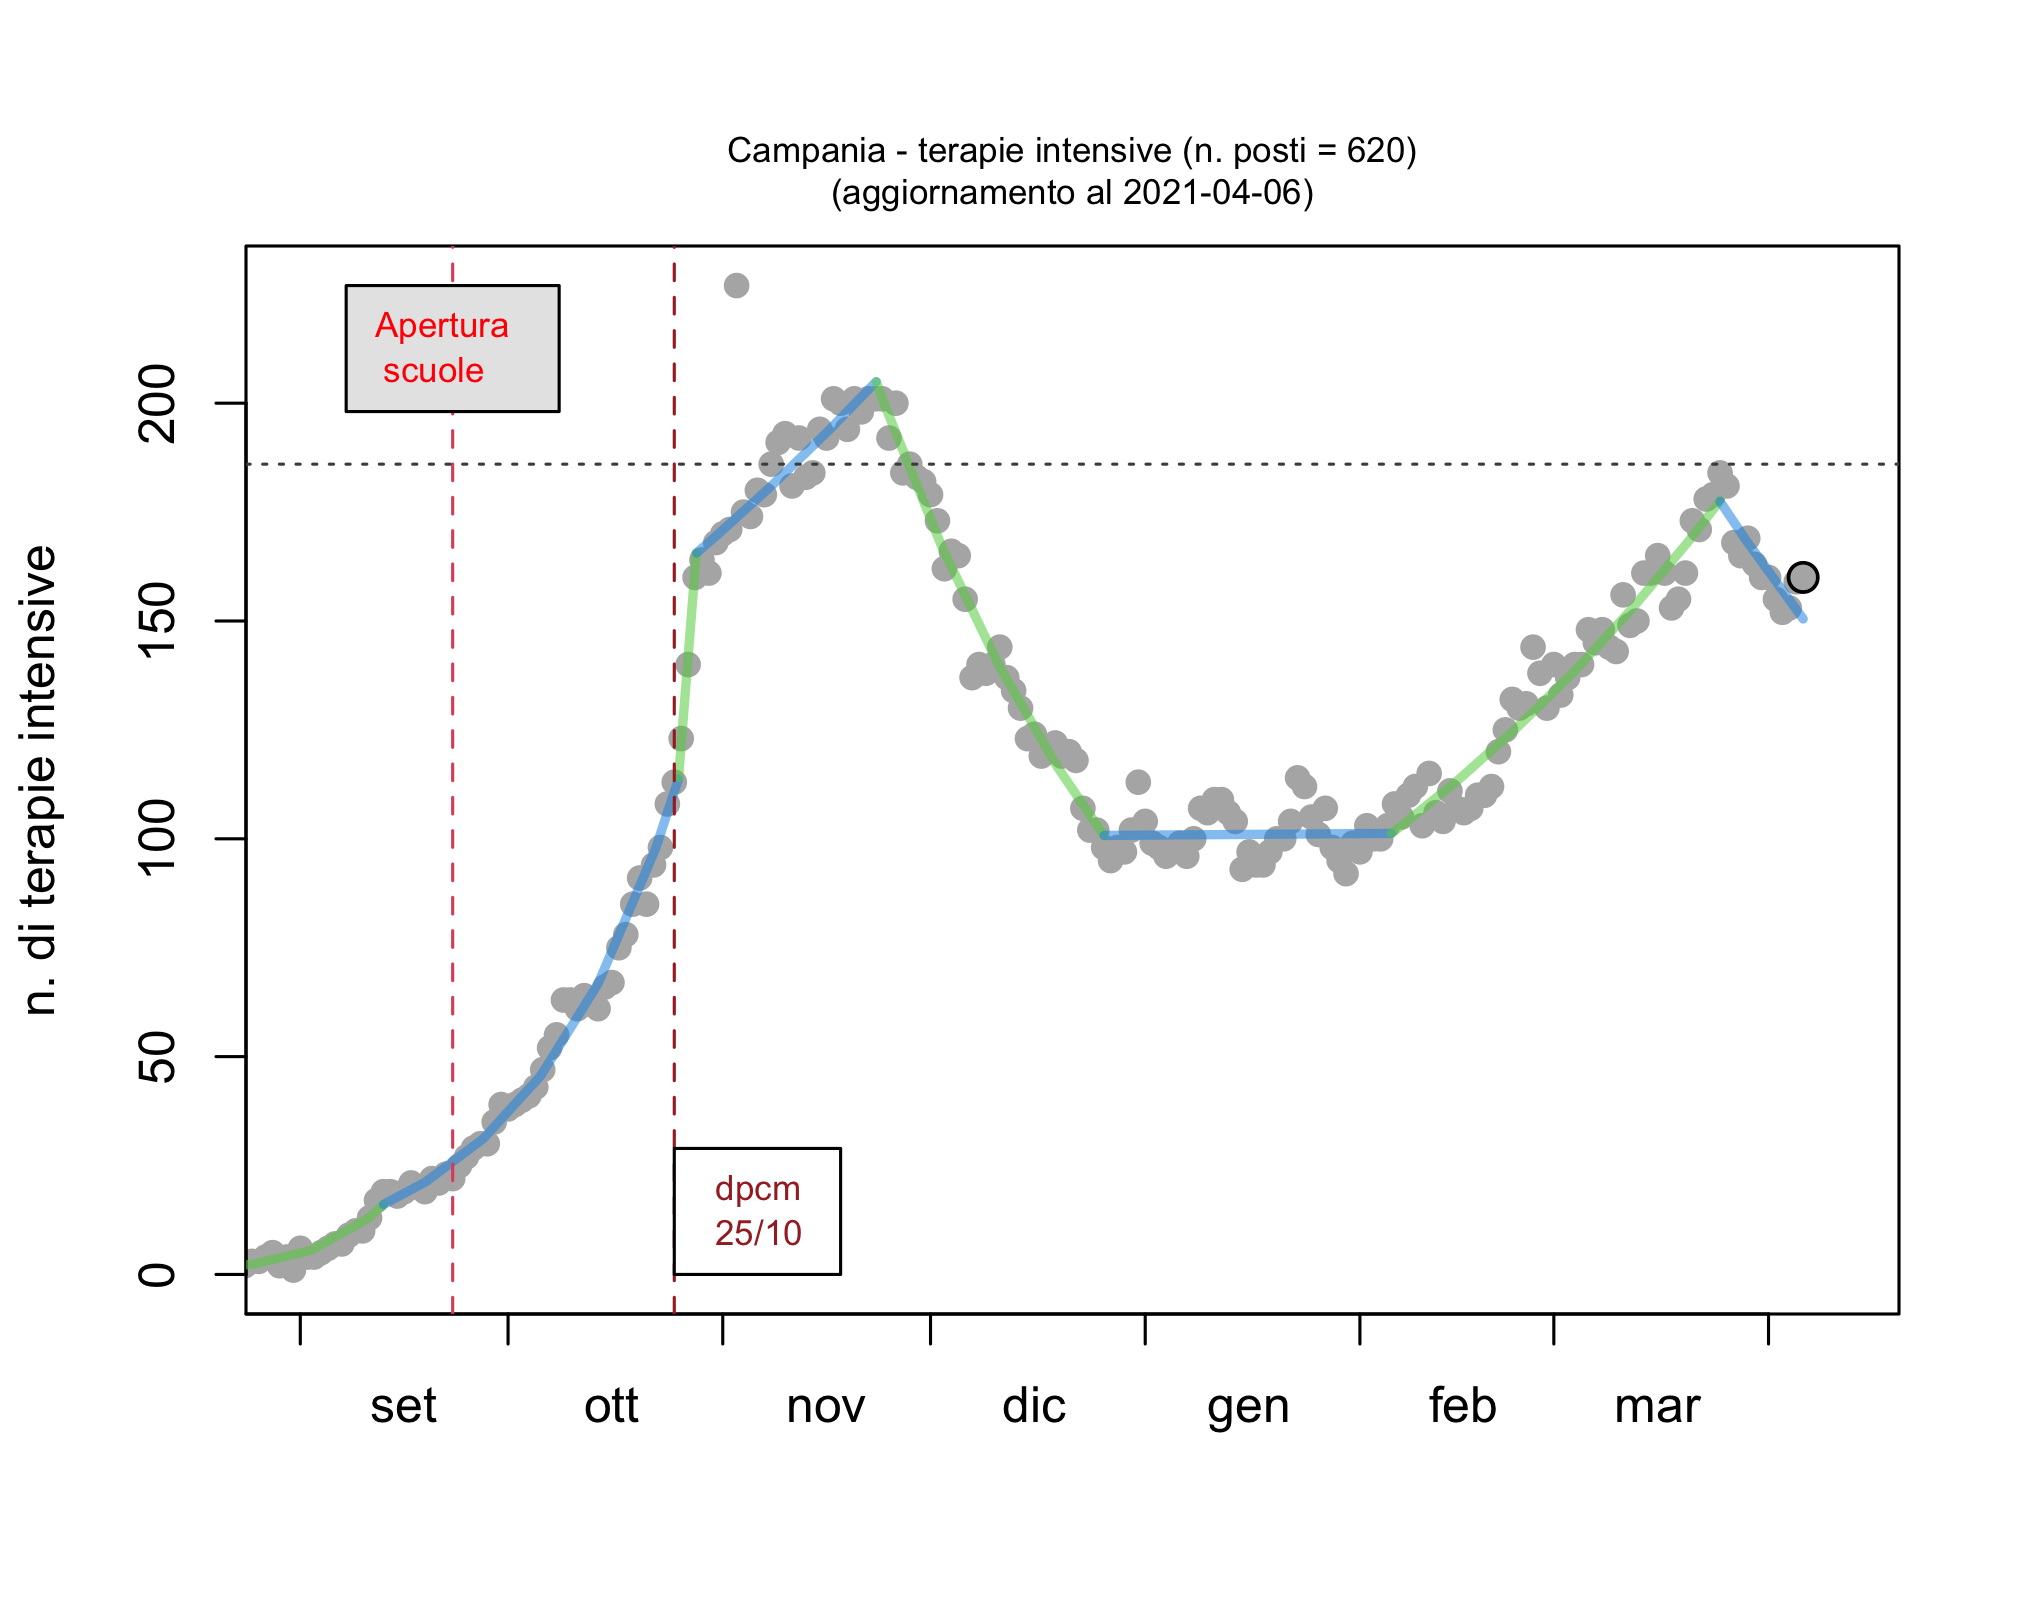 Campania - terapie intensive (n. posti = 620)
(aggiornamento al 2021-04-06)
Apertura
scuole
n. di terapie intensive
200
150
100
50
0
dpcm
25/10
set ott nov dic gen feb mar